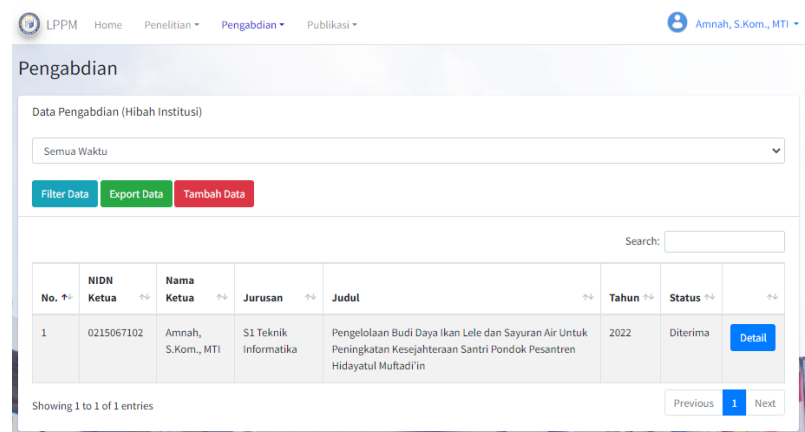 LPPM Home Penelitian Pengabdian Publikasi Amnah, S.Kom., MTI
Pengabdian
Data Pengabdian (Hibah Institusi)
Semua Waktu
Filter Data Export Data Tambah Data
Search:
No. NIDN Ketua Nama Ketua Jurusan Judul Tahun Status
1 0215067102 Amnah, S.Kom., MTI S1 Teknik Informatika Pengelolaan Budi Daya Ikan Lele dan Sayuran Air Untuk Peningkatan Kesejahteraan Santri Pondok Pesantren Hidayatul Muftadi'in 2022 Diterima Detail
Showing 1 to 1 of 1 entries Previous 1 Next